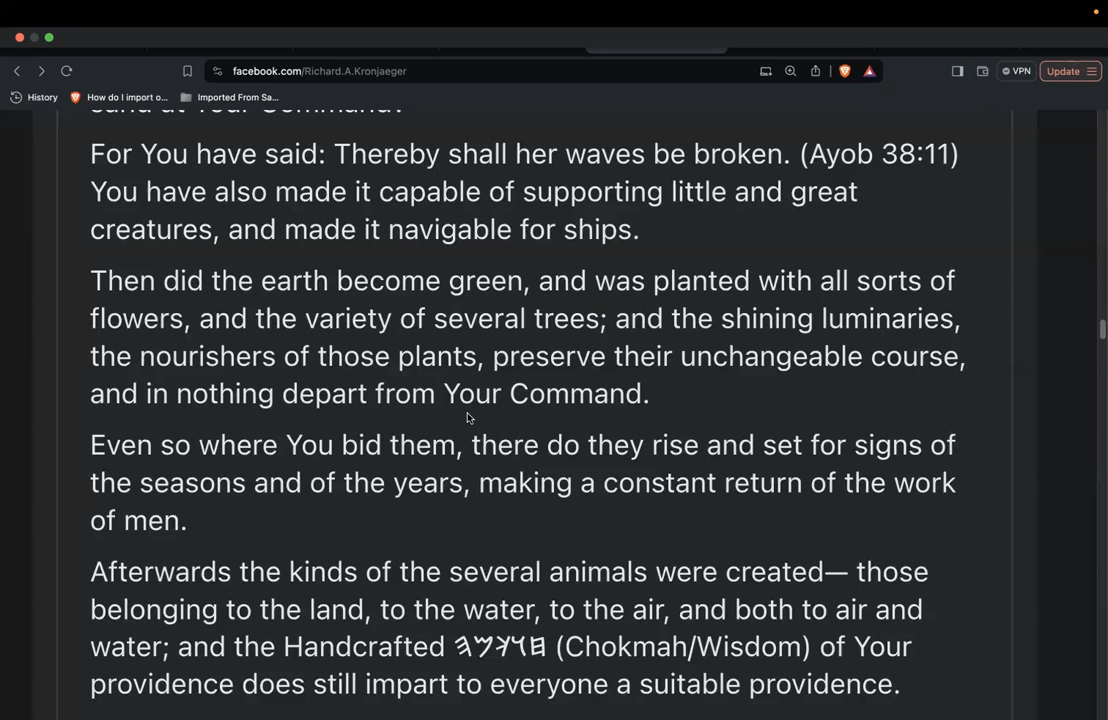 facebook.com/Richard.A.Kronjaeger
VPN
Update
History
How do I import o...
Imported From Sa...
For You have said: Thereby shall her waves be broken. (Ayob 38:11)
You have also made it capable of supporting little and great
creatures, and made it navigable for ships.
Then did the earth become green, and was planted with all sorts of
flowers, and the variety of several trees; and the shining luminaries,
the nourishers of those plants, preserve their unchangeable course,
and in nothing depart from Your Command.
Even so where You bid them, there do they rise and set for signs of
the seasons and of the years, making a constant return of the work
of men.
Afterwards the kinds of the several animals were created— those
belonging to the land, to the water, to the air, and both to air and
water; and the Handcrafted (Chokmah/Wisdom) of Your
providence does still impart to everyone a suitable providence.